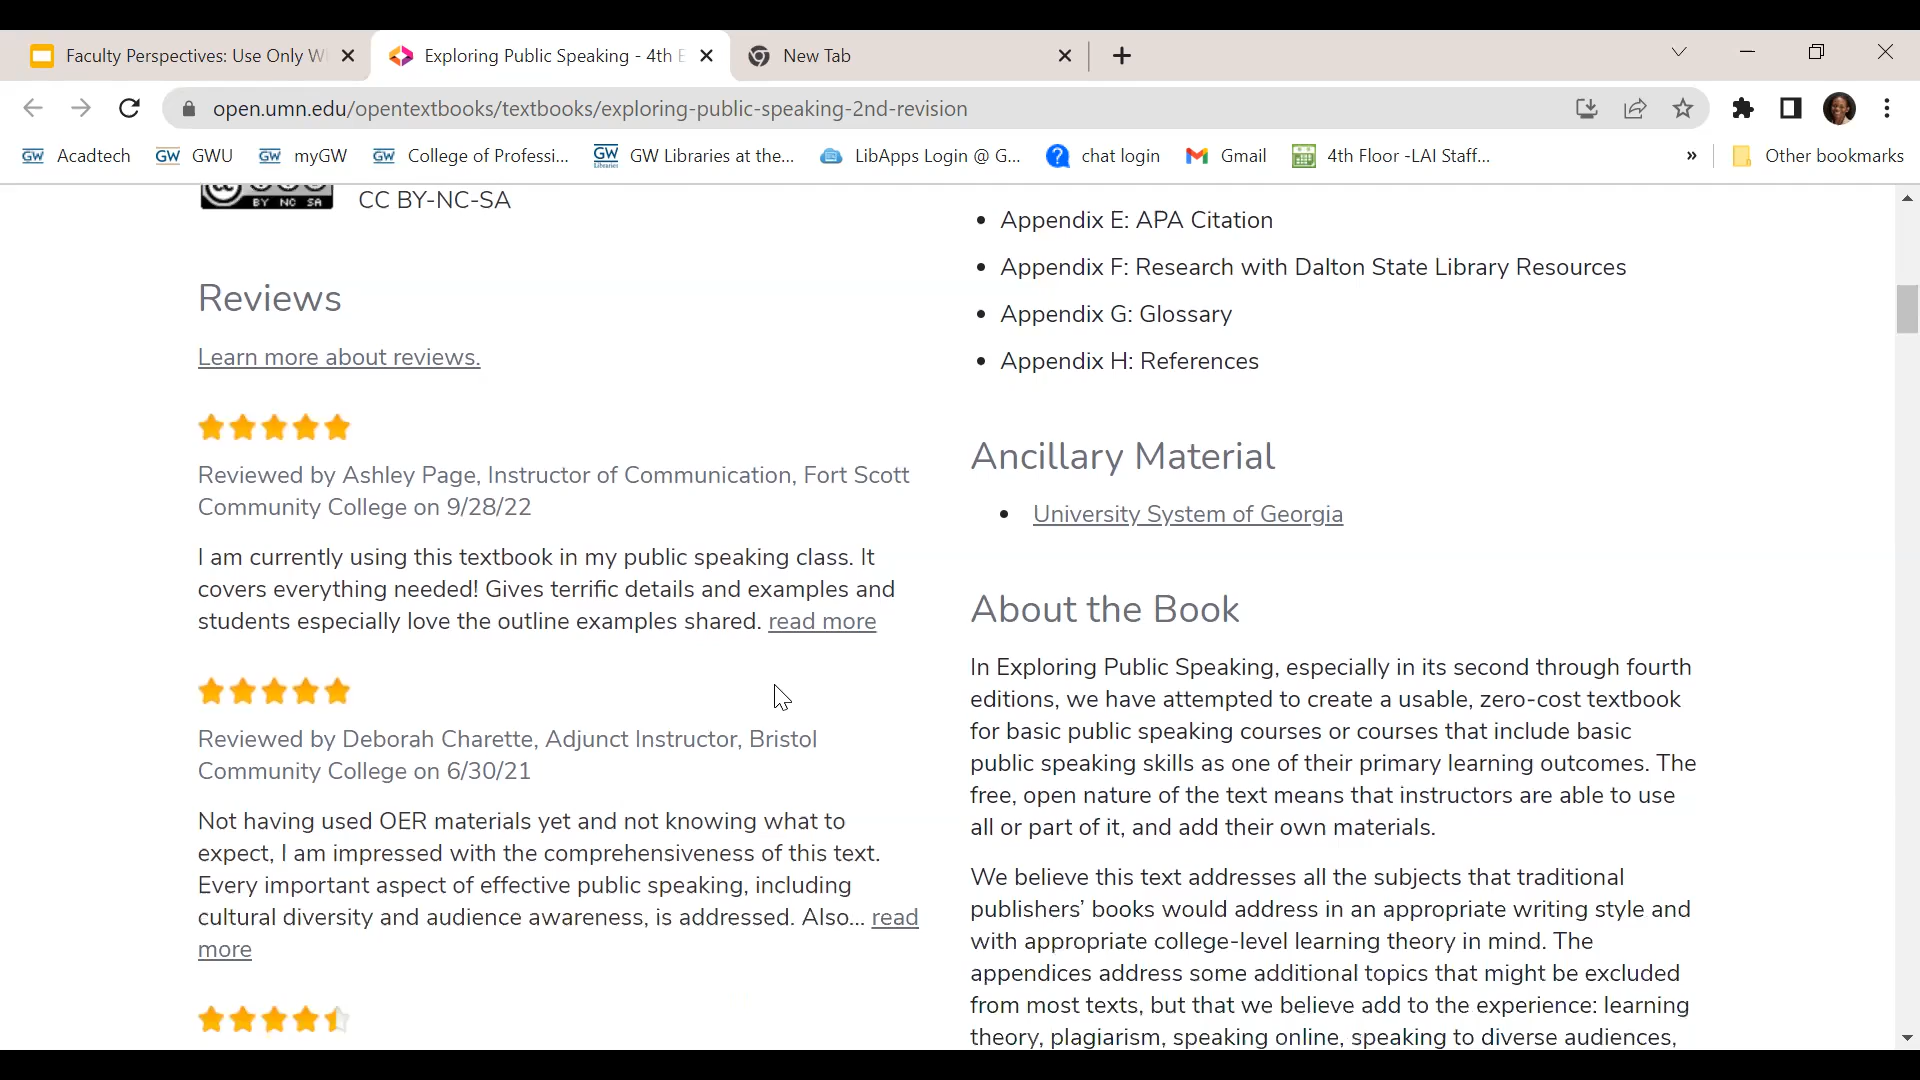 Faculty Perspectives: Use Only W
Exploring Public Speaking - 4th E
New Tab
open.umn.edu/opentextbooks/textbooks/exploring-public-speaking-2nd-revision
GW Acadtech
GW GWU
GW myGW
GW College of Professi...
GW Libraries GW Libraries at the...
LibApps Login @ G...
? chat login
Gmail
4th Floor -LAI Staff...
»
Other bookmarks
BY NC SA
CC BY-NC-SA
Reviews
Learn more about reviews.
Reviewed by Ashley Page, Instructor of Communication, Fort Scott
Community College on 9/28/22
I am currently using this textbook in my public speaking class. It
covers everything needed! Gives terrific details and examples and
students especially love the outline examples shared. read more
Reviewed by Deborah Charette, Adjunct Instructor, Bristol
Community College on 6/30/21
Not having used OER materials yet and not knowing what to
expect, I am impressed with the comprehensiveness of this text.
Every important aspect of effective public speaking, including
cultural diversity and audience awareness, is addressed. Also... read
more
• Appendix E: APA Citation
• Appendix F: Research with Dalton State Library Resources
• Appendix G: Glossary
• Appendix H: References
Ancillary Material
• University System of Georgia
About the Book
In Exploring Public Speaking, especially in its second through fourth
editions, we have attempted to create a usable, zero-cost textbook
for basic public speaking courses or courses that include basic
public speaking skills as one of their primary learning outcomes. The
free, open nature of the text means that instructors are able to use
all or part of it, and add their own materials.
We believe this text addresses all the subjects that traditional
publishers' books would address in an appropriate writing style and
with appropriate college-level learning theory in mind. The
appendices address some additional topics that might be excluded
from most texts, but that we believe add to the experience: learning
theory, plagiarism, speaking online, speaking to diverse audiences,